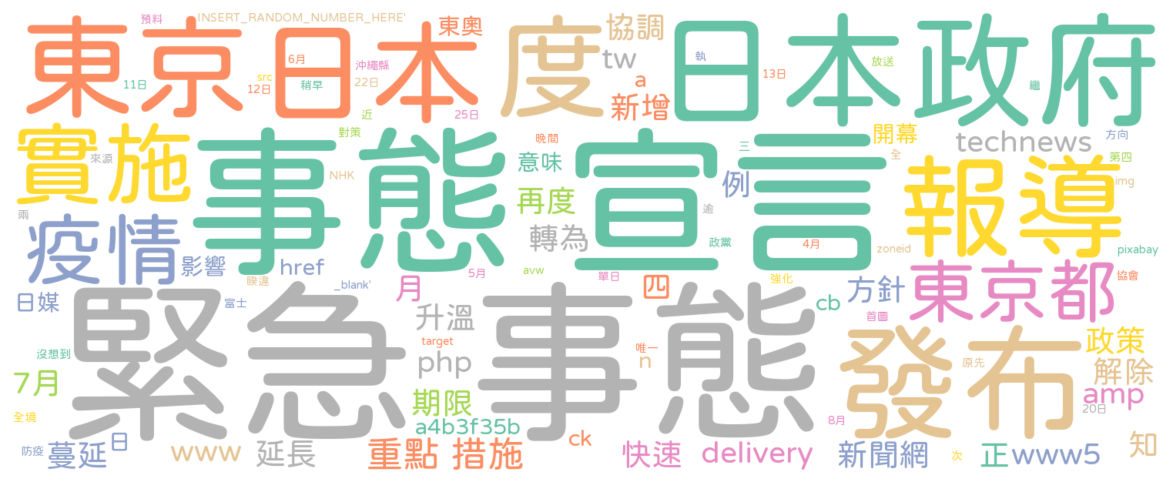 東京日本
度
日本政府
東奧
協調
預料
INSERT_RANDOM_NUMBER_HERE'
tw
a
新增
6月
11日
src
12日
稍早
沖繩縣
22日
25日
近
執
13日
放送
繼
實施
事態宣言
報導
對策
晚間
意味
三
例
開幕
全
technews
方向
第四
img
來源
NHK
再度
雨
疫情
影響
href
轉為
逾
政黨
4月
zoneid
pixabay
睽違
_blank'
月
5月
avw
單日
四
強化
cb
方針
東京都
協會
日媒
富士
緊急事態
升溫
target
唯一
n
首圖
發布
原先
政策
解除
沒想到
php
7月
期限
amp
20日
全境
a4b3f35b
8月
防疫
蔓延
日
www
延長
重點 措施
ck
快速
delivery
新聞網
次
正
www5
知